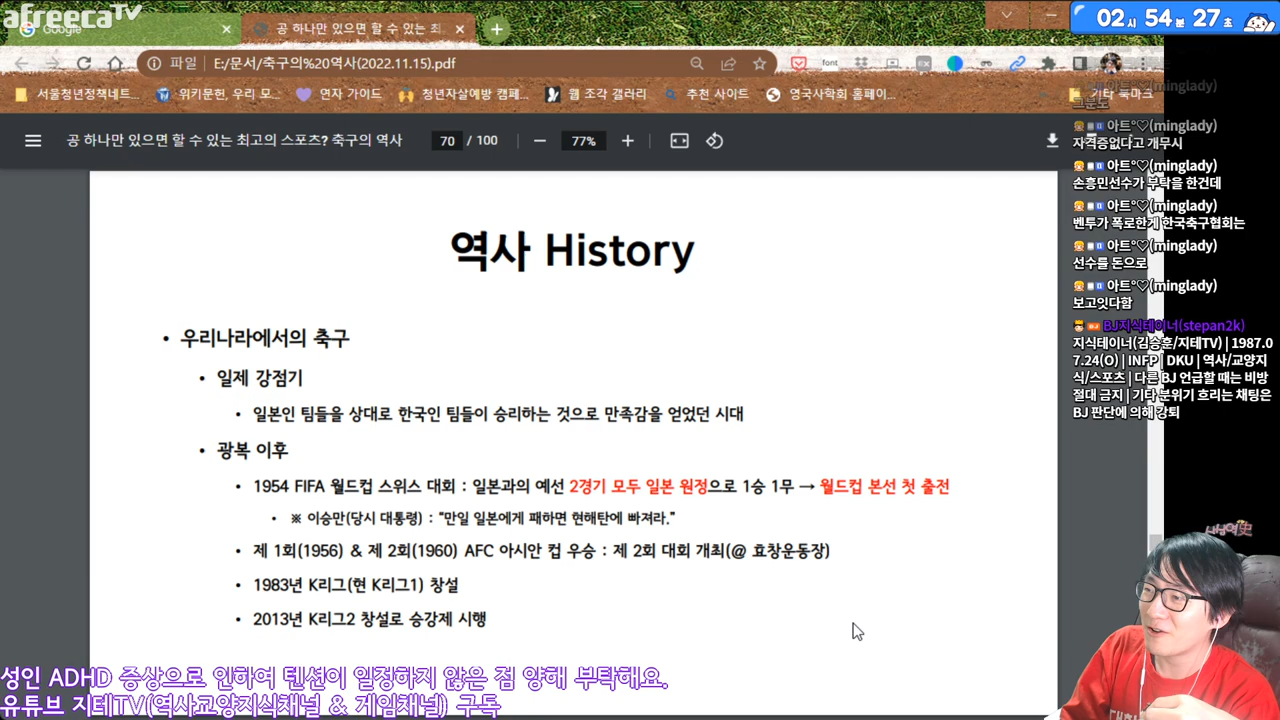 afreecaTV
Google
공 하나만 있으면 할 수 있는 최
02시 54분 27초
파일
E:/문서/축구의%20역사(2022.11.15).pdf
font
서울청년정책네트...
위키문헌, 우리 모...
연자 가이드
청년자살예방 캠페...
웹 조각 갤러리
추천 사이트
영국사학회 홈페이...
기타 북마크
공 하나만 있으면 할 수 있는 최고의 스포츠? 축구의 역사
70 / 100
77%
역사 History
• 우리나라에서의 축구
• 일제 강점기
• 일본인 팀들을 상대로 한국인 팀들이 승리하는 것으로 만족감을 얻었던 시대
• 광복 이후
• 1954 FIFA 월드컵 스위스 대회 : 일본과의 예선 2경기 모두 일본 원정으로 1승 1무 → 월드컵 본선 첫 출전
• ※ 이승만(당시 대통령) : “만일 일본에게 패하면 현해탄에 빠져라.”
• 제 1회(1956) & 제 2회(1960) AFC 아시안 컵 우승 : 제 2회 대회 개최(@ 효창운동장)
• 1983년 K리그(현 K리그1) 창설
• 2013년 K리그2 창설로 승강제 시행
아트°♡(minglady)
그분도
아트°♡(minglady)
자격증없다고 개무시
아트°♡(minglady)
손흥민선수가 부탁을 한건데
아트°♡(minglady)
벤투가 폭로한게 한국축구협회는
아트°♡(minglady)
선수를 돈으로
아트°♡(minglady)
보고잇다함
BJ지식테이너(stepan2k)
지식테이너(김승훈/지테TV) | 1987.0
7.24(O) | INFP | DKU | 역사/교양지
식/스포츠 | 다른 BJ 언급할 때는 비방
절대 금지 | 기타 분위기 흐리는 채팅은
BJ 판단에 의해 강퇴
성인 ADHD 증상으로 인하여 텐션이 일정하지 않은 점 양해 부탁해요.
유튜브 지테TV(역사교양지식채널 & 게임채널) 구독